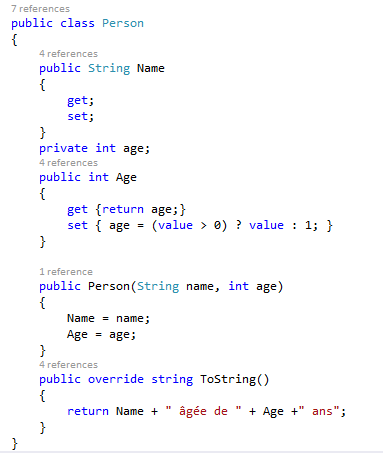 7 references
public class Person
{
4 references
public String Name
{
get;
set;
}
private int age;
4 references
public int Age
{
get {return age;}
set { age = (value > 0) ? value : 1; }
}
1 reference
public Person(String name, int age)
{
Name = name;
Age = age;
}
4 references
public override string ToString()
{
return Name + " âgée de " + Age +" ans";
}
}